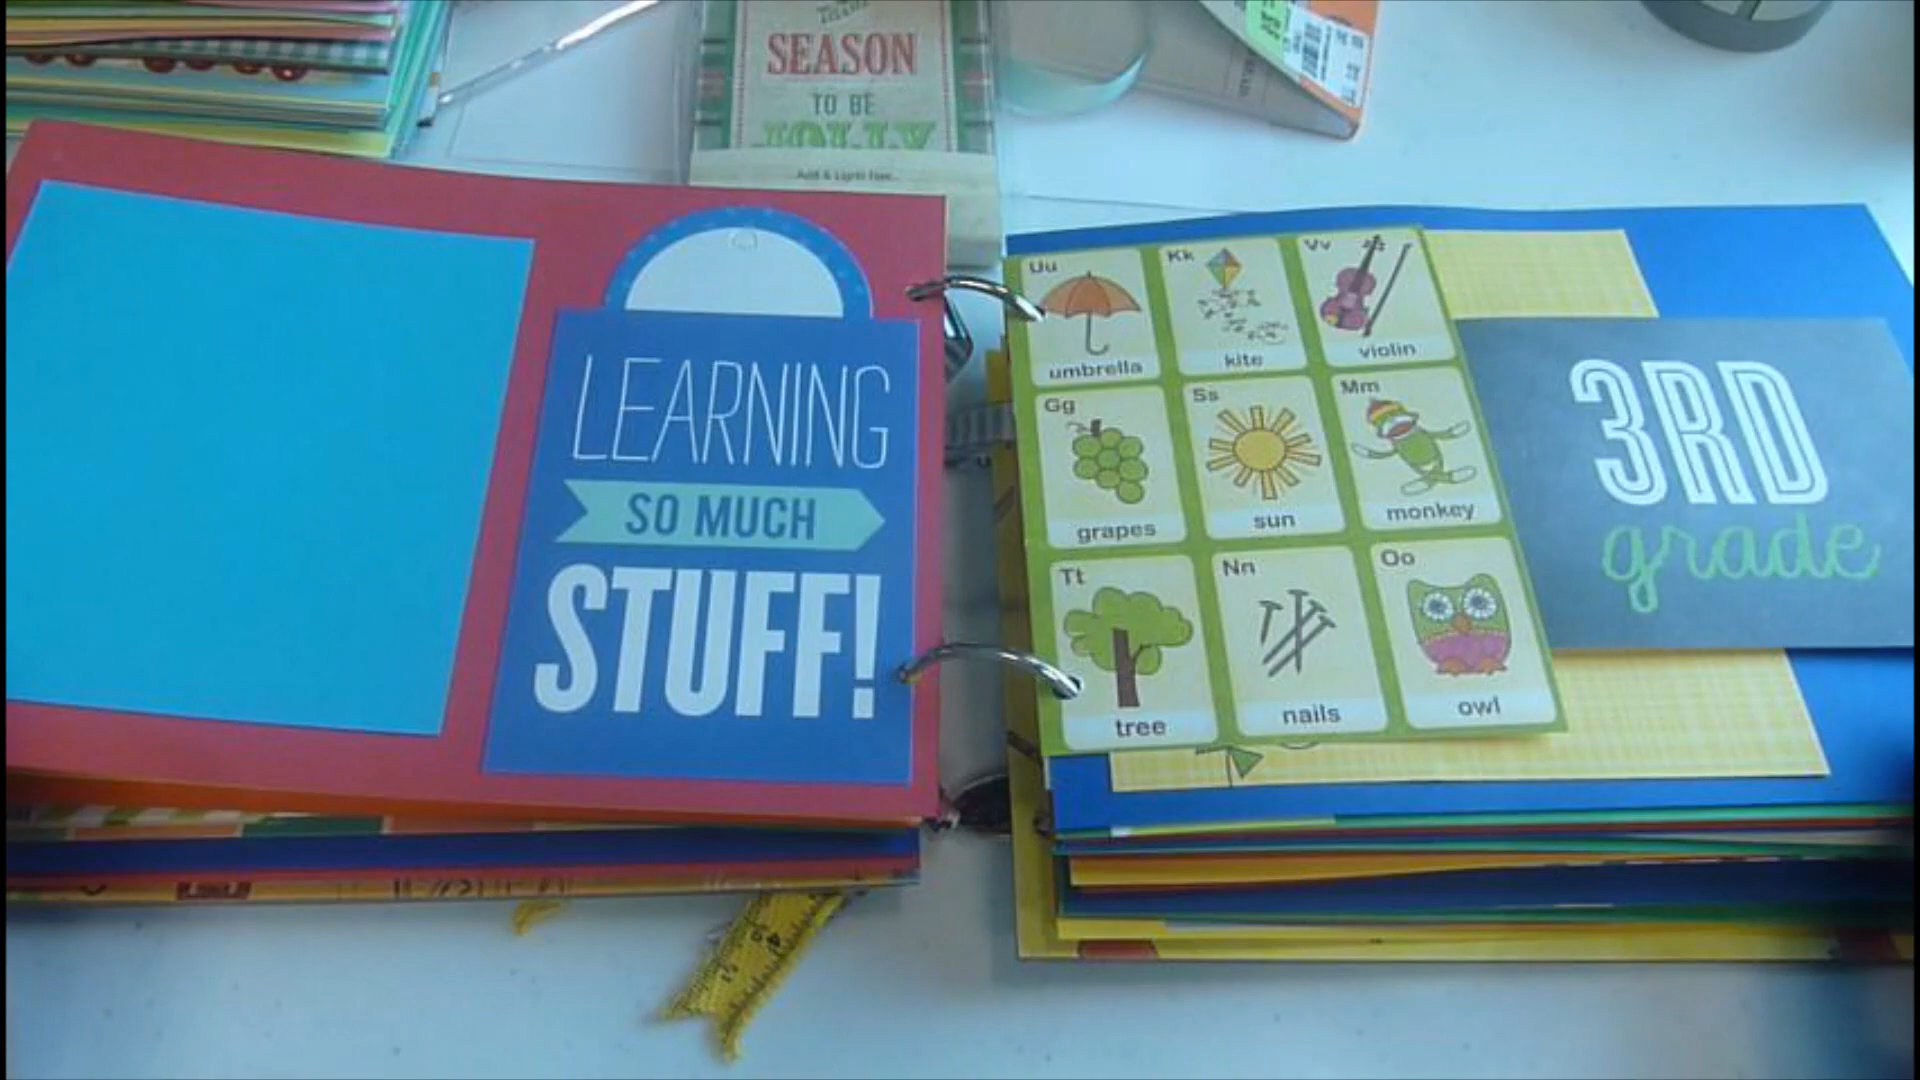 SEASON
TO BE
JOLLY
LEARNING
SO MUCH
STUFF!
Uu
umbrella
Kk
kite
Vv
violin
Gg
grapes
Ss
sun
Mm
monkey
Tt
tree
Nn
nails
Oo
owl
3RD
grade